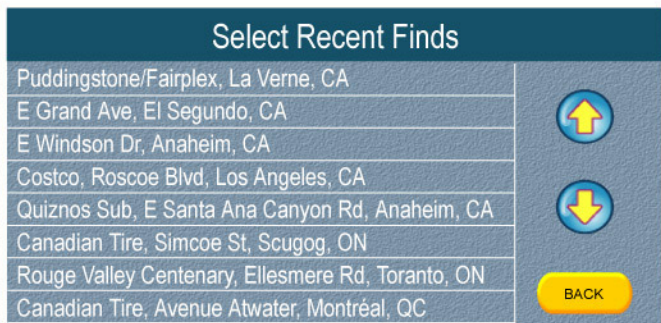 Select Recent Finds
Puddingstone/Fairplex, La Verne, CA
E Grand Ave, El Segundo, CA
E Windson Dr, Anaheim, CA
Costco, Roscoe Blvd, Los Angeles, CA
Quiznos Sub, E Santa Ana Canyon Rd, Anaheim, CA
Canadian Tire, Simcoe St, Scugog, ON
Rouge Valley Centenary, Ellesmere Rd, Toranto, ON
Canadian Tire, Avenue Atwater, Montréal, QC
BACK